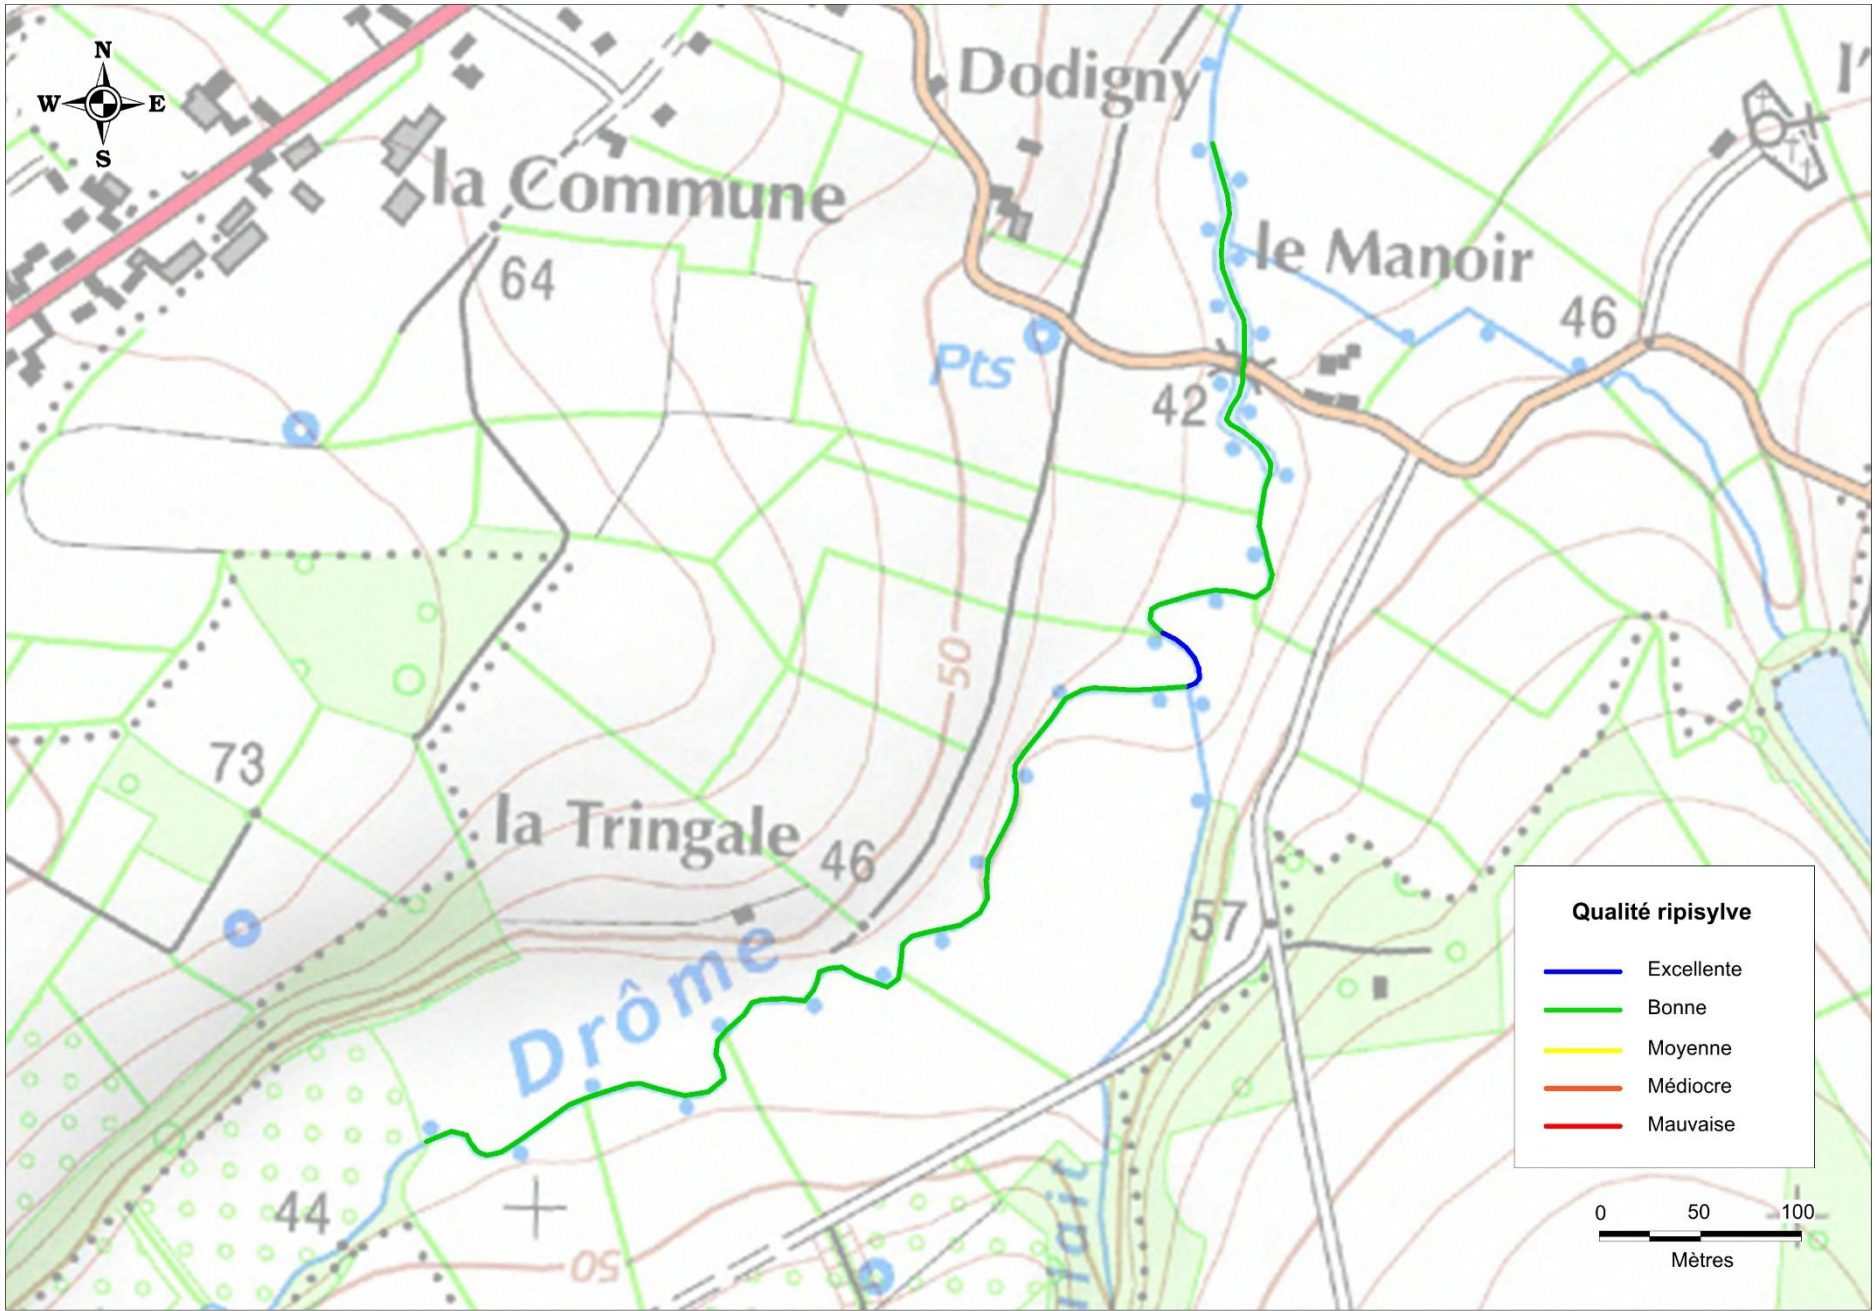 N
W E
S
Dodigny
l'
la Commune
le Manoir
64
46
Pts
42
50
73
la Tringale
46
57
Drôme
44
50
Qualité ripisylve
Excellente
Bonne
Moyenne
Médiocre
Mauvaise
0 50 100
Mètres